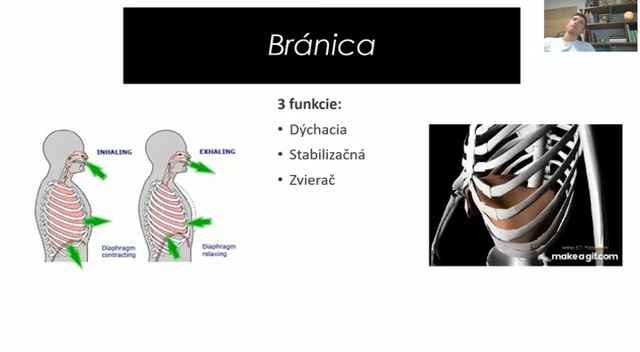 Bránica
3 funkcie:
• Dýchacia
• Stabilizačná
• Zvierač
INHALING
EXHALING
Diaphragm
contracting
Diaphragm
relaxing
makeagif.com